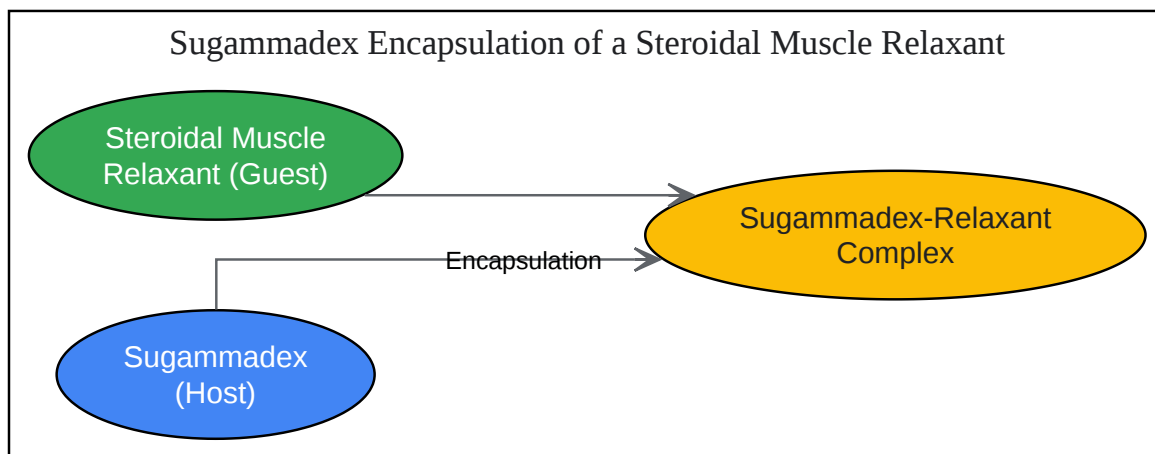 Sugammadex Encapsulation of a Steroidal Muscle Relaxant
Steroidal Muscle
Relaxant (Guest)
Sugammadex-Relaxant
Complex
Encapsulation
Sugammadex
(Host)